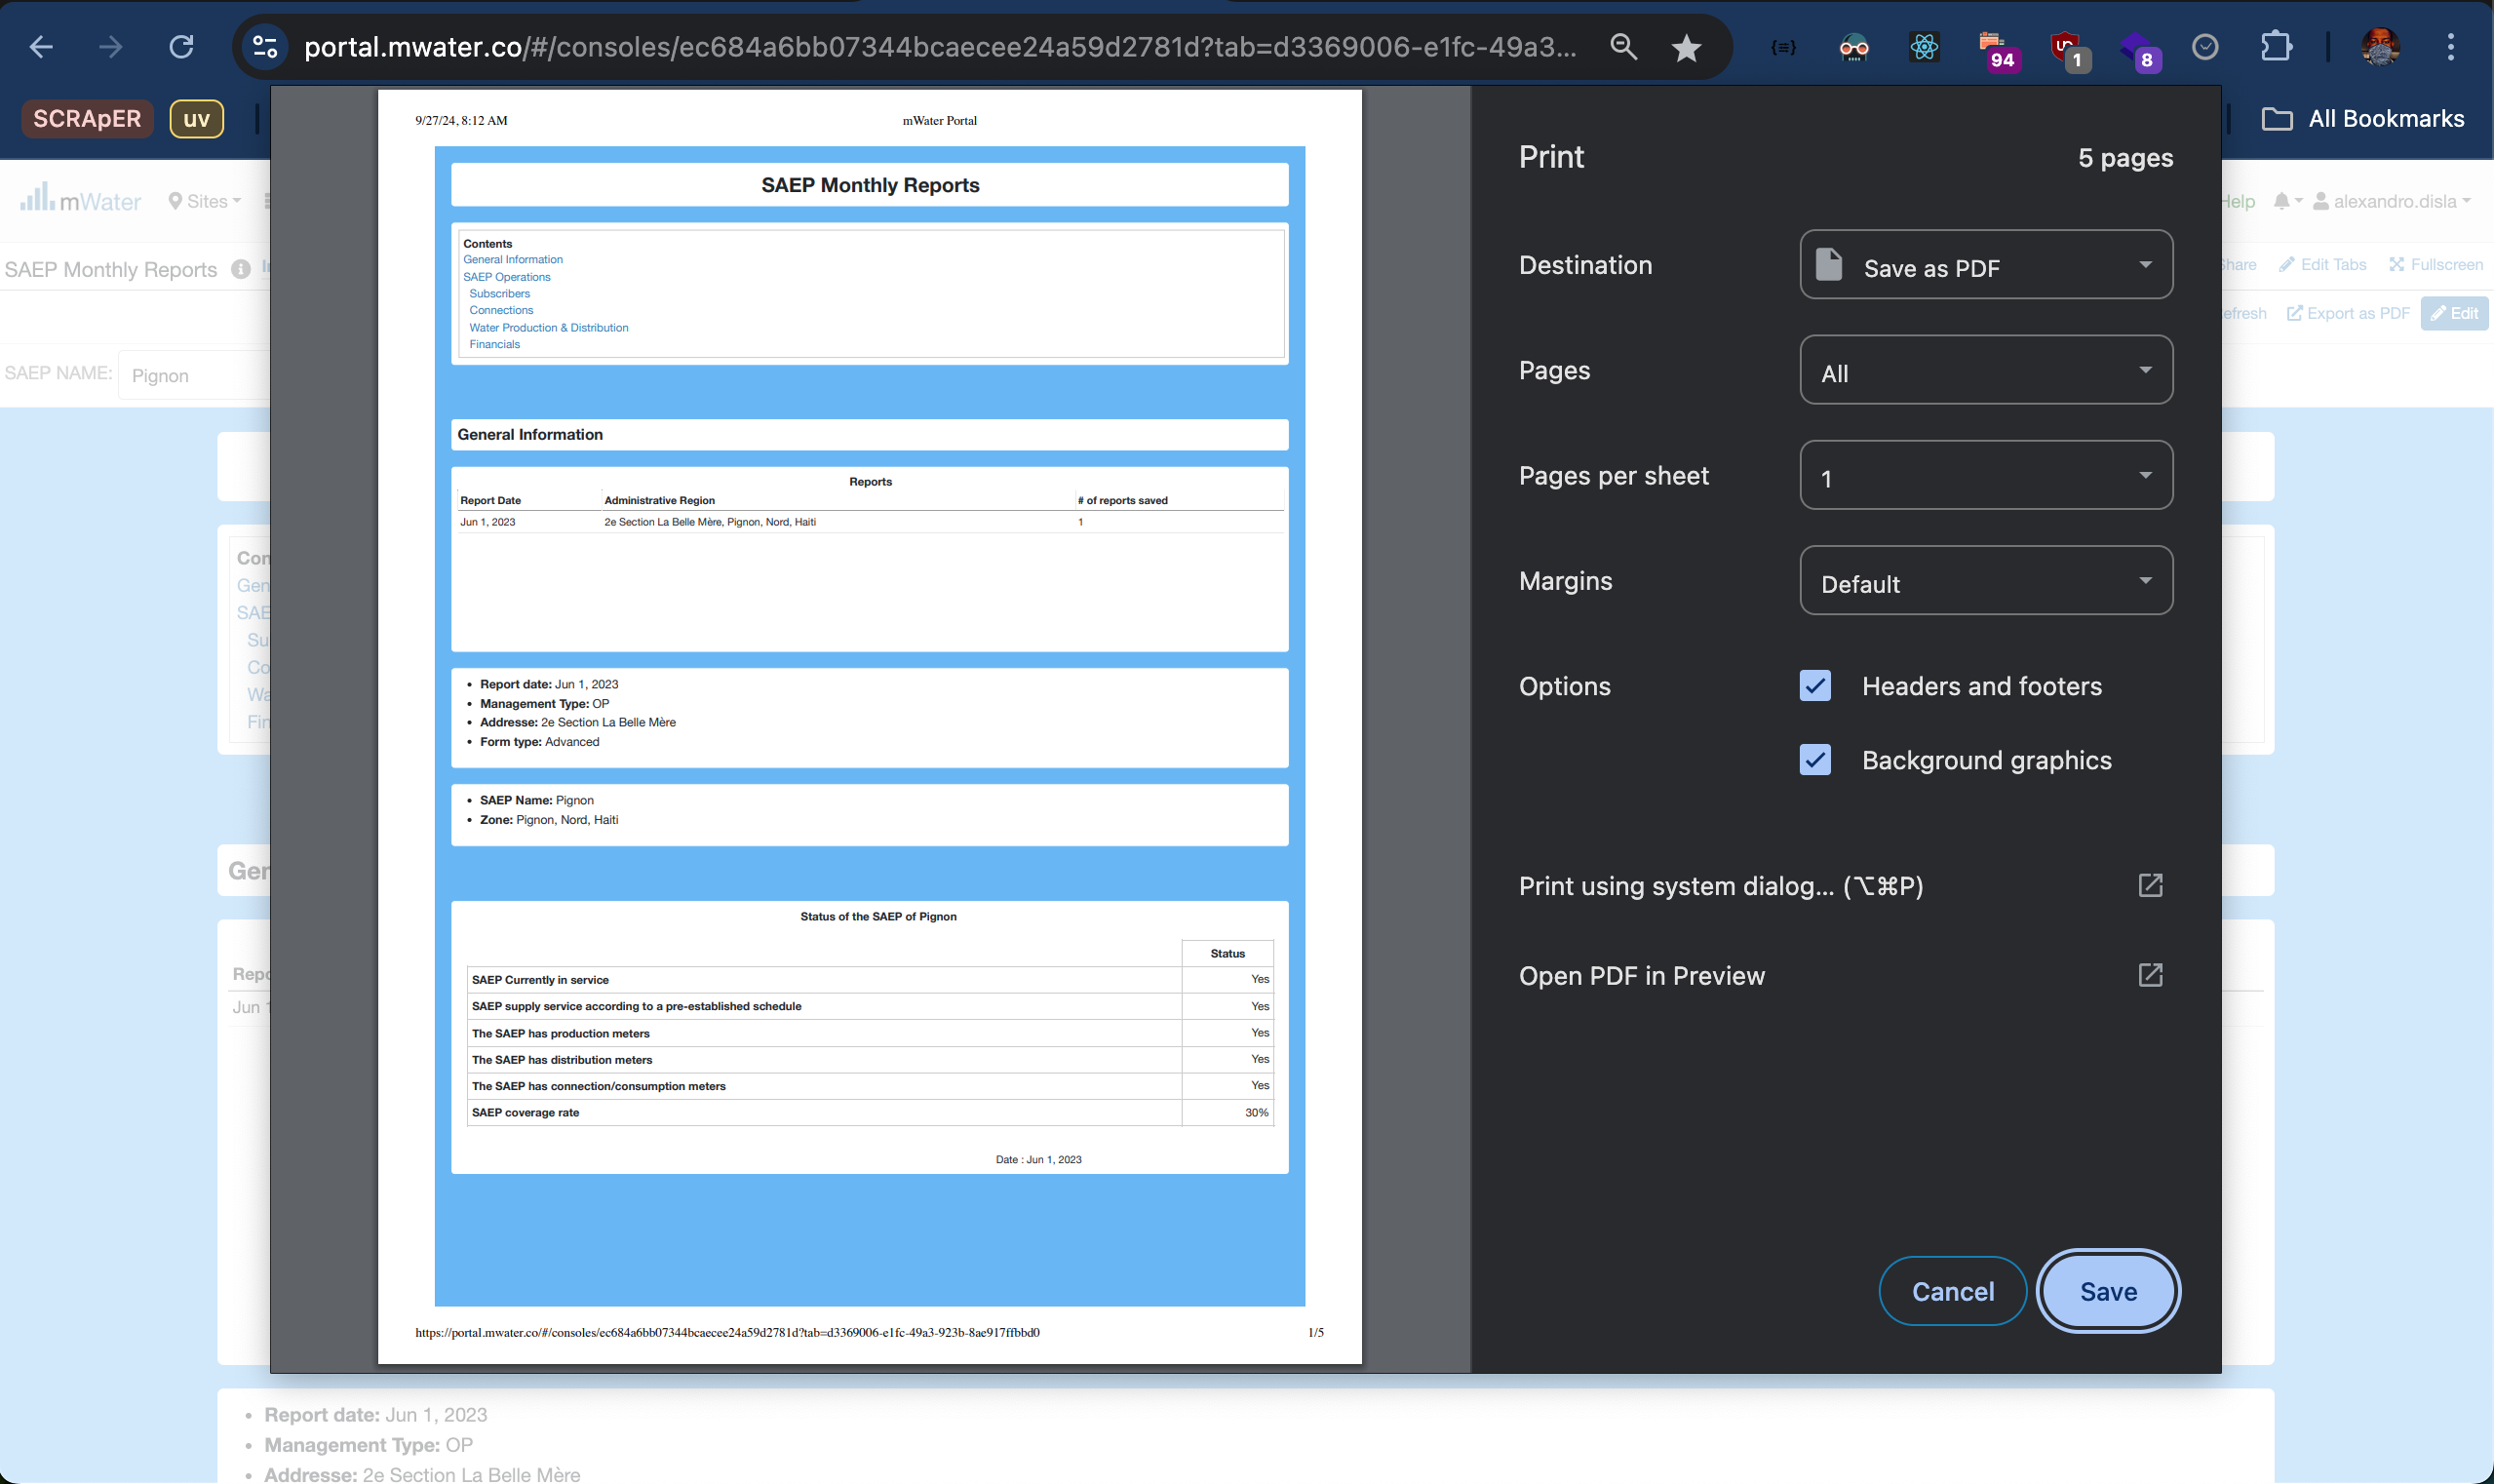 portal.mwater.co/#/consoles/ec684a6bb07344bcaecee24a59d2781d?tab=d3369006-e1fc-49a3...
94
1
8
SCRApER
uv
All Bookmarks
mWater
Sites
Help
alexandro.disla
SAEP Monthly Reports
Share
Edit Tabs
Fullscreen
Refresh
Export as PDF
Edit
SAEP NAME:
Pignon
9/27/24, 8:12 AM
mWater Portal
SAEP Monthly Reports
Contents
General Information
SAEP Operations
Subscribers
Connections
Water Production & Distribution
Financials
General Information
Reports
Report Date Administrative Region # of reports saved
Jun 1, 2023 2e Section La Belle Mère, Pignon, Nord, Haiti 1
• Report date: Jun 1, 2023
• Management Type: OP
• Addresse: 2e Section La Belle Mère
• Form type: Advanced
• SAEP Name: Pignon
• Zone: Pignon, Nord, Haiti
Status of the SAEP of Pignon
Status
SAEP Currently in service Yes
SAEP supply service according to a pre-established schedule Yes
The SAEP has production meters Yes
The SAEP has distribution meters Yes
The SAEP has connection/consumption meters Yes
SAEP coverage rate 30%
Date : Jun 1, 2023
https://portal.mwater.co/#/consoles/ec684a6bb07344bcaecee24a59d2781d?tab=d3369006-e1fc-49a3-923b-8ae917ffbbd0
1/5
Print
5 pages
Destination
Save as PDF
Pages
All
Pages per sheet
1
Margins
Default
Options
Headers and footers
Background graphics
Print using system dialog... (⌥⌘P)
Open PDF in Preview
Cancel
Save
Con
Gen
SAE
Su
Co
Wa
Fin
Gen
Repo
Jun 1
• Report date: Jun 1, 2023
• Management Type: OP
• Addresse: 2e Section La Belle Mère